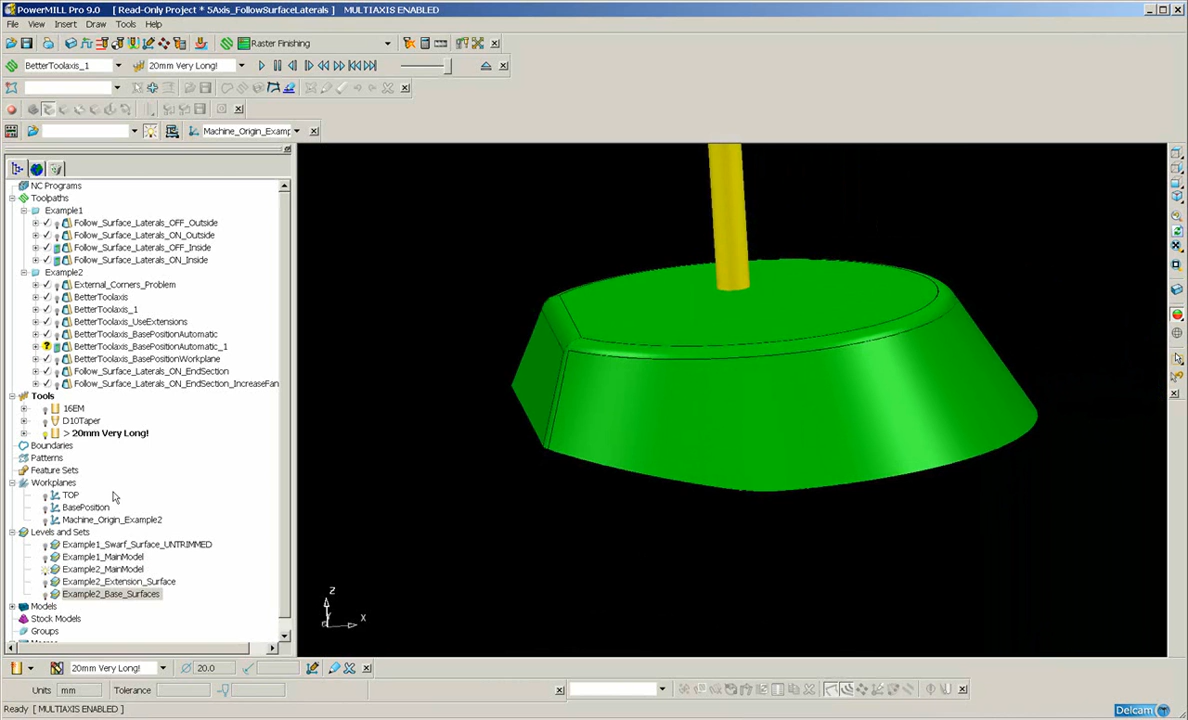 PowerMILL Pro 9.0 [ Read-Only Project * 5Axis_FollowSurfaceLaterals ] MULTIAXIS ENABLED
File View Insert Draw Tools Help
Raster Finishing
BetterToolaxis_1 20mm Very Long!
Machine_Origin_Examp
NC Programs
Toolpaths
Example1
Follow_Surface_Laterals_OFF_Outside
Follow_Surface_Laterals_ON_Outside
Follow_Surface_Laterals_OFF_Inside
Follow_Surface_Laterals_ON_Inside
Example2
External_Corners_Problem
BetterToolaxis
BetterToolaxis_1
BetterToolaxis_UseExtensions
BetterToolaxis_BasePositionAutomatic
BetterToolaxis_BasePositionAutomatic_1
BetterToolaxis_BasePositionWorkplane
Follow_Surface_Laterals_ON_EndSection
Follow_Surface_Laterals_ON_EndSection_IncreaseFan
Tools
16EM
D10Taper
> 20mm Very Long!
Boundaries
Patterns
Feature Sets
Workplanes
TOP
BasePosition
Machine_Origin_Example2
Levels and Sets
Example1_Swarf_Surface_UNTRIMMED
Example1_MainModel
Example2_MainModel
Example2_Extension_Surface
Example2_Base_Surfaces
Models
Stock Models
Groups
Z
X
20mm Very Long! 20.0
Units mm Tolerance
Ready [ MULTIAXIS ENABLED ] Delcam